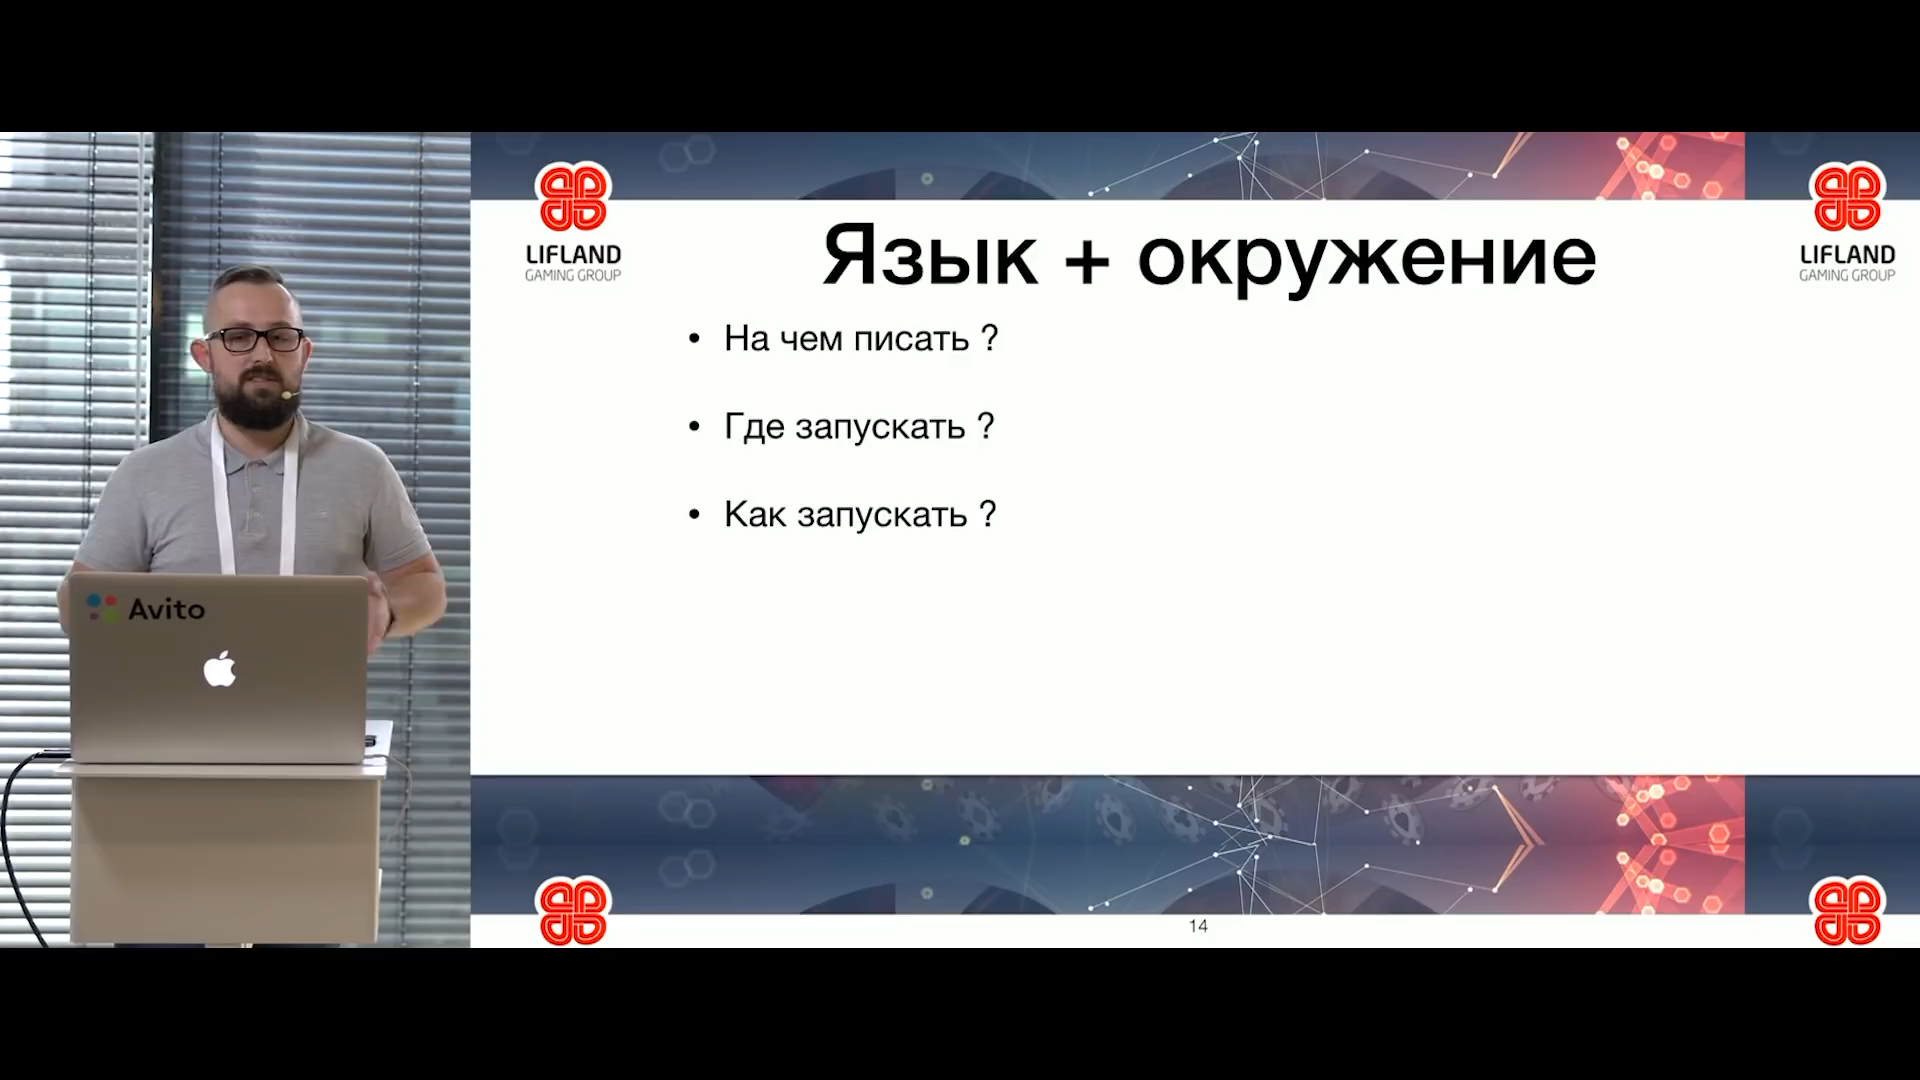 LIFLAND
GAMING GROUP
LIFLAND
GAMING GROUP
Язык + окружение
• На чем писать ?
• Где запускать ?
• Как запускать ?
Avito
14